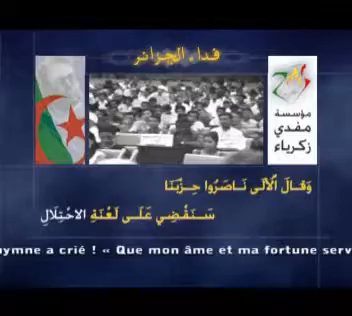 فداء الجزائر
مؤسسة
مفدي
زكرياء
وَقَالَ الْأُلَى نَاصَرُوا حِزْبَنَا
سَنَقْضِي عَلَى لَعْنَةِ الاحْتِلَالِ
hymne a crié ! « Que mon âme et ma fortune serv